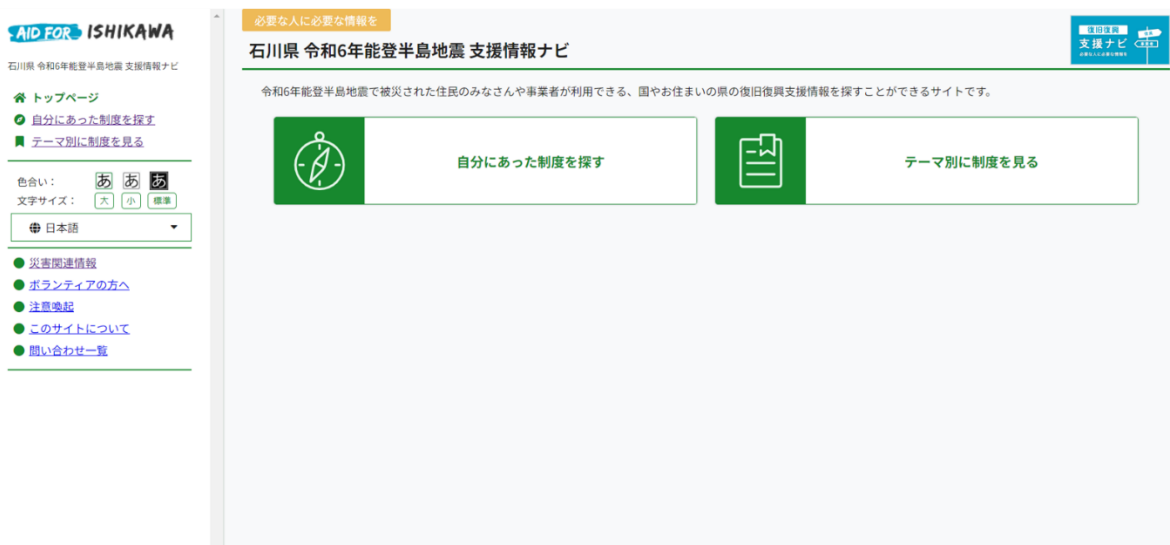 AID FOR ISHIKAWA
石川県 令和6年能登半島地震 支援情報ナビ
トップページ
自分にあった制度を探す
テーマ別に制度を見る
色合い： あ あ あ
文字サイズ： 大 小 標準
日本語
災害関連情報
ボランティアの方へ
注意喚起
このサイトについて
問い合わせ一覧
必要な人に必要な情報を
石川県 令和6年能登半島地震 支援情報ナビ
復旧復興
支援ナビ
必要な人に必要な情報を
令和6年能登半島地震で被災された住民のみなさんや事業者が利用できる、国やお住まいの県の復旧復興支援情報を探すことができるサイトです。
自分にあった制度を探す
テーマ別に制度を見る